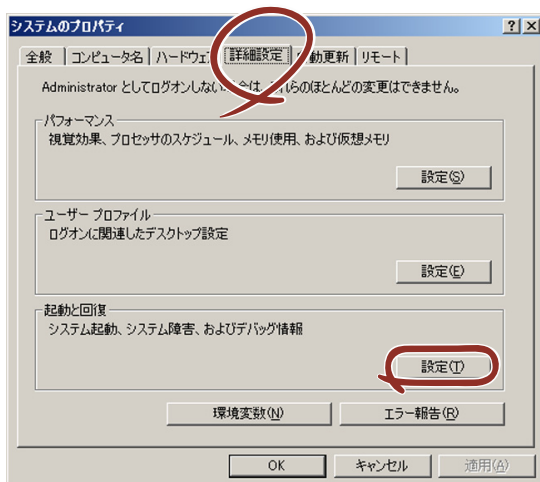 システムのプロパティ
全般 コンピュータ名 ハードウェア 詳細設定 動更新 リモート
Administrator としてログオンしない は、 れらのほとんどの変更はできません。
パフォーマンス
視覚効果、プロセッサのスケジュール、メモリ使用、および仮想メモリ
設定(S)
ユーザー プロファイル
ログオンに関連したデスクトップ設定
設定(E)
起動と回復
システム起動、システム障害、およびデバッグ情報
設定(T)
環境変数(N) エラー報告(R)
OK キャンセル 適用(A)